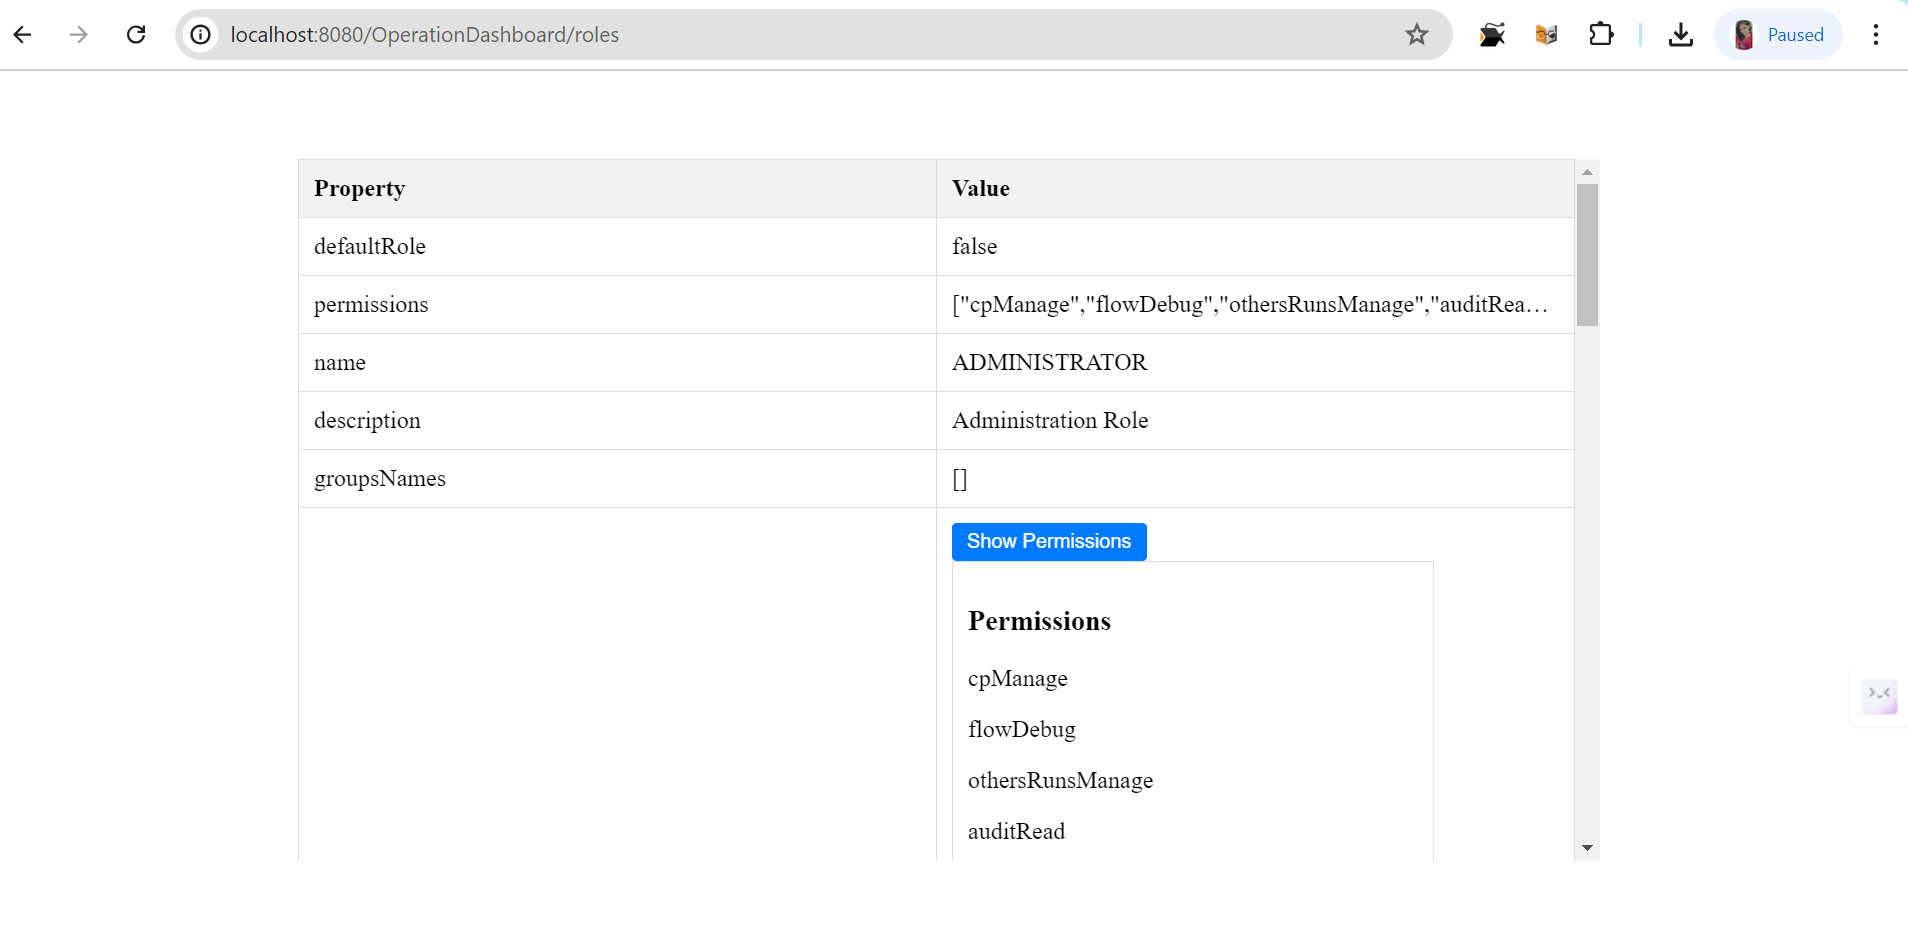 localhost:8080/OperationDashboard/roles
Paused
Property Value
defaultRole false
permissions ["cpManage","flowDebug","othersRunsManage","auditRea...
name ADMINISTRATOR
description Administration Role
groupsNames []
Show Permissions
Permissions
cpManage
flowDebug
othersRunsManage
auditRead